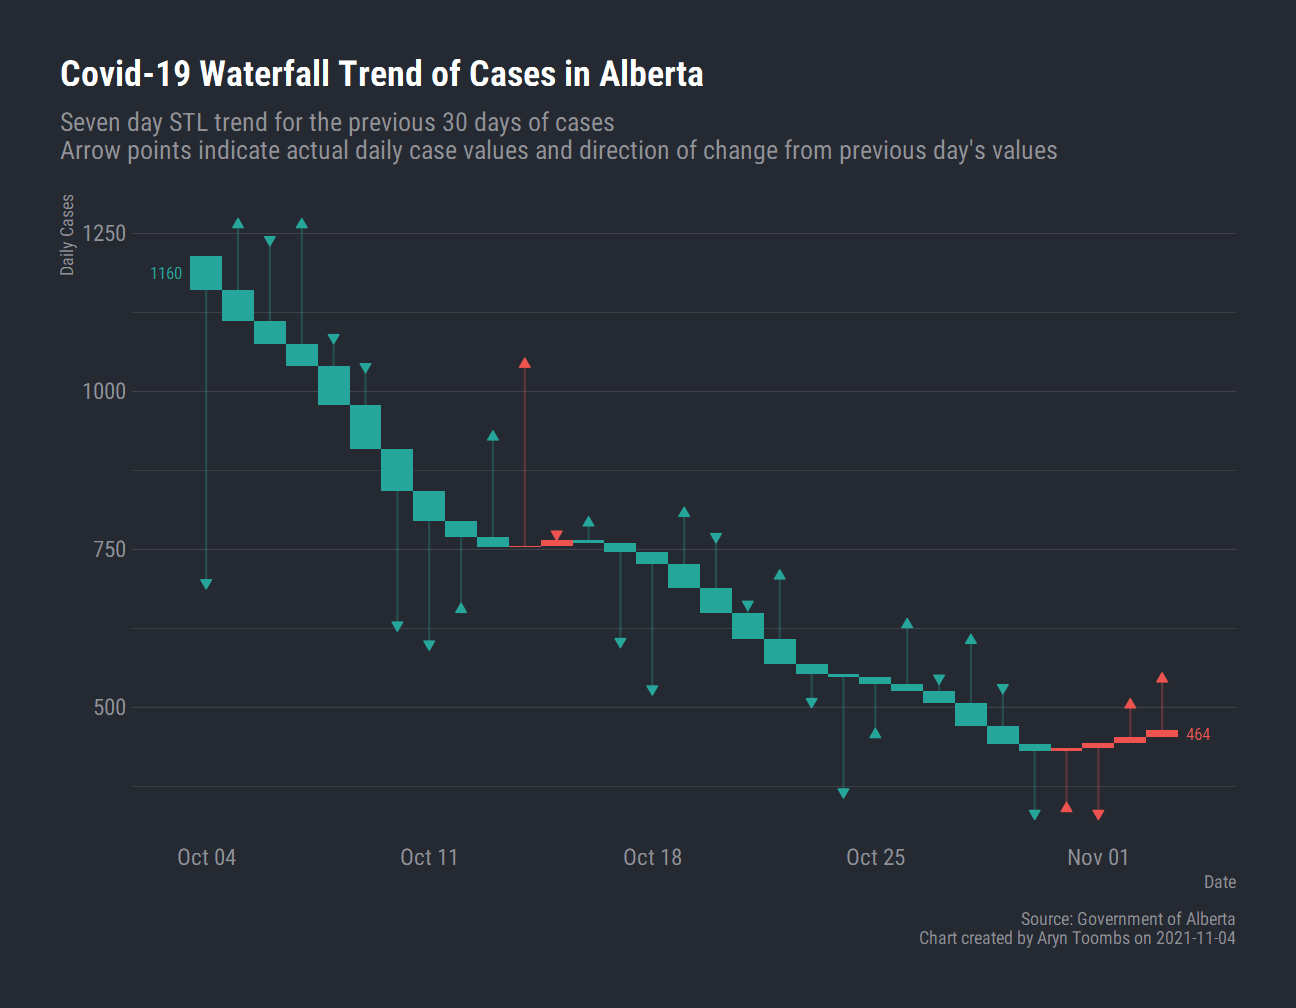 Covid-19 Waterfall Trend of Cases in Alberta
Seven day STL trend for the previous 30 days of cases
Arrow points indicate actual daily case values and direction of change from previous day's values
Daily Cases
1250
1160
1000
750
500
464
Oct 04
Oct 11
Oct 18
Oct 25
Nov 01
Date
Source: Government of Alberta
Chart created by Aryn Toombs on 2021-11-04